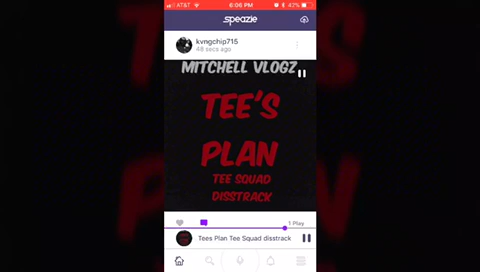 AT&T 6:06 PM 47%
.speazie
kvngchip715
48 secs ago
MITCHELL VLOGZ
TEE'S
PLAN
TEE SQUAD
DISSTRACK
1 Play
Tees Plan Tee Squad disstrack